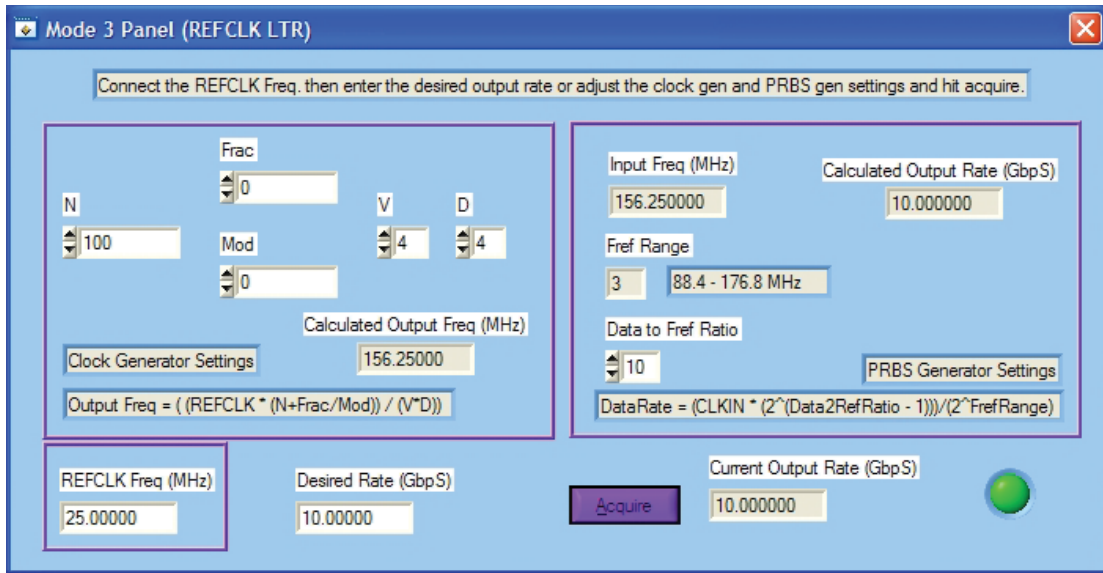 Mode 3 Panel (REFCLK LTR)
Connect the REFCLK Freq. then enter the desired output rate or adjust the clock gen and PRBS gen settings and hit acquire.
Frac
0
N
100
Mod
0
V
4
D
4
Calculated Output Freq (MHz)
156.25000
Clock Generator Settings
Output Freq = ( (REFCLK * (N+Frac/Mod)) / (V*D))
Input Freq (MHz)
156.250000
Calculated Output Rate (GbpS)
10.000000
Fref Range
3 88.4 - 176.8 MHz
Data to Fref Ratio
10
PRBS Generator Settings
DataRate = (CLKIN * (2^(Data2RefRatio - 1)))/(2^FrefRange)
REFCLK Freq (MHz)
25.00000
Desired Rate (GbpS)
10.00000
Acquire
Current Output Rate (GbpS)
10.000000